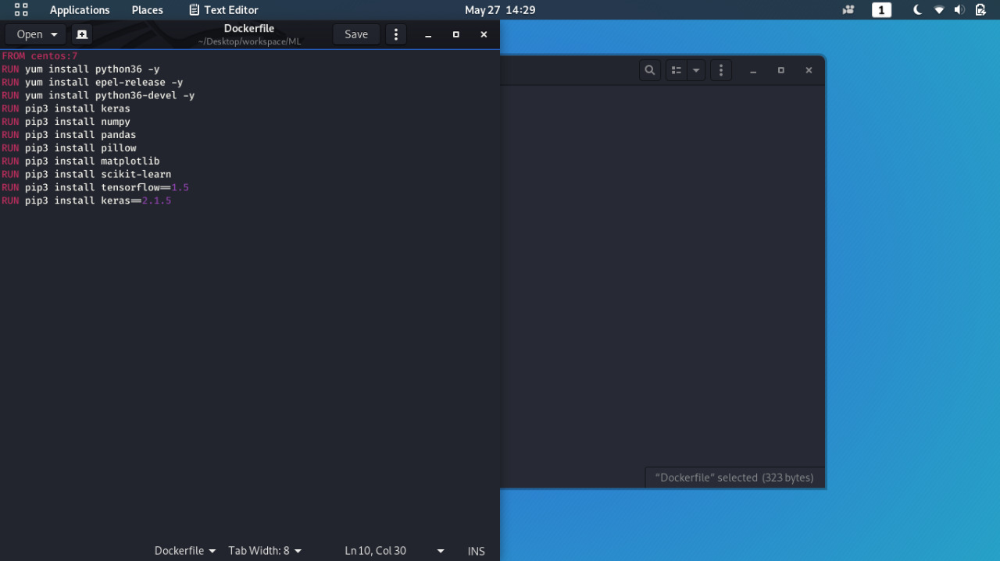 Applications Places Text Editor May 27 14:29 1
Open Dockerfile Save
~/Desktop/workspace/ML
FROM centos:7
RUN yum install python36 -y
RUN yum install epel-release -y
RUN yum install python36-devel -y
RUN pip3 install keras
RUN pip3 install numpy
RUN pip3 install pandas
RUN pip3 install pillow
RUN pip3 install matplotlib
RUN pip3 install scikit-learn
RUN pip3 install tensorflow==1.5
RUN pip3 install keras==2.1.5
“Dockerfile” selected (323 bytes)
Dockerfile Tab Width: 8 Ln 10, Col 30 INS